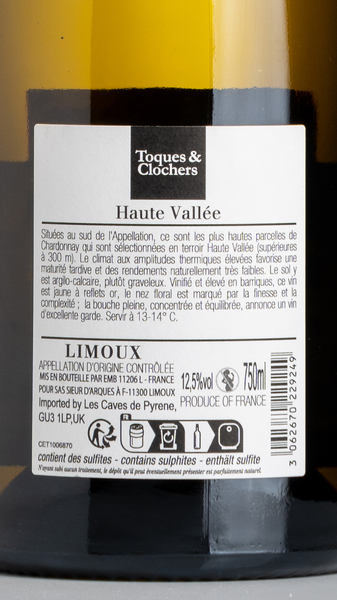 Toques &
Clochers
Haute Vallée
Situées au sud de l'Appellation, ce sont les plus hautes parcelles de
Chardonnay qui sont sélectionnées en terroir Haute Vallée (supérieures
à 300 m). Le climat aux amplitudes thermiques élevées favorise une
maturité tardive et des rendements naturellement très faibles. Le sol y
est argilo-calcaire, plutôt graveleux. Vinifié et élevé en barriques, ce vin
est jaune à reflets or, le nez floral est marqué par la finesse et la
complexité ; la bouche pleine, concentrée et équilibrée, annonce un vin
d'excellente garde. Servir à 13-14° C.
LIMOUX
APPELLATION D'ORIGINE CONTRÔLÉE
MIS EN BOUTEILLE PAR EMB 11206 L - FRANCE
POUR SAS SIEUR D'ARQUES À F-11300 LIMOUX
Imported by Les Caves de Pyrene,
GU3 1LP,UK
12,5%vol 750ml
PRODUCE OF FRANCE
CET1006870
contient des sulfites - contains sulphites - enthält sulfite
N'ayant subi aucun traitement, le dépôt qu'il peut éventuellement présenter est parfaitement naturel.
3 062670 229249